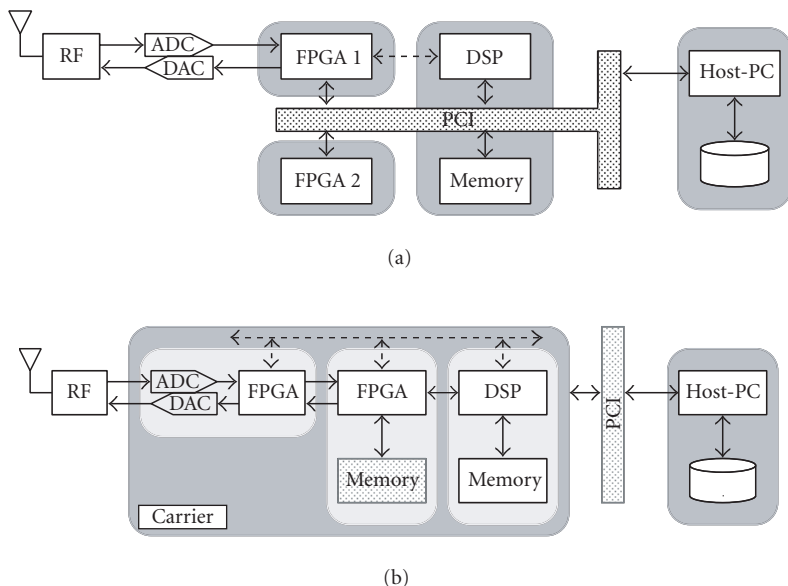 RF
ADC
DAC
FPGA 1
DSP
Host-PC
PCI
FPGA 2
Memory
(a)
RF
ADC
DAC
FPGA
FPGA
DSP
PCI
Host-PC
Memory
Memory
Carrier
(b)